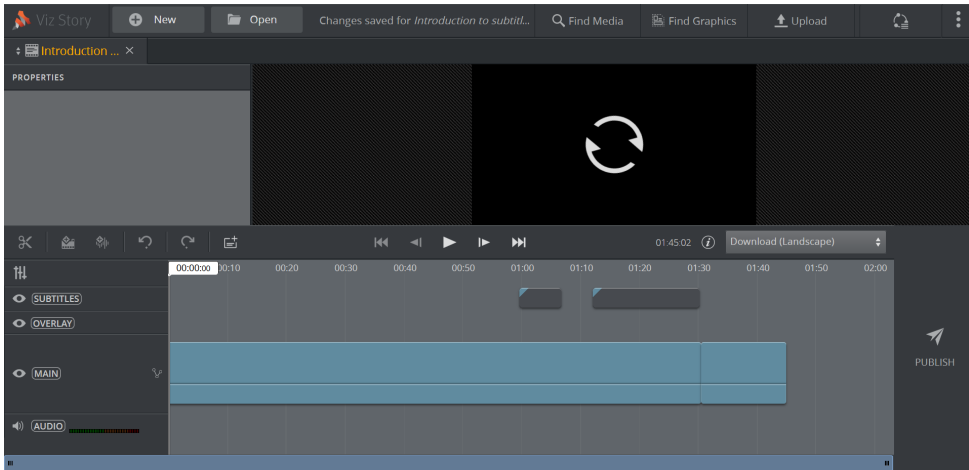 Viz Story New Open Changes saved for Introduction to subtitl... Find Media Find Graphics Upload
Introduction ... ×
PROPERTIES
01:45:02 Download (Landscape)
00:00:00 00:10 00:20 00:30 00:40 00:50 01:00 01:10 01:20 01:30 01:40 01:50 02:00
SUBTITLES
OVERLAY
MAIN
PUBLISH
AUDIO